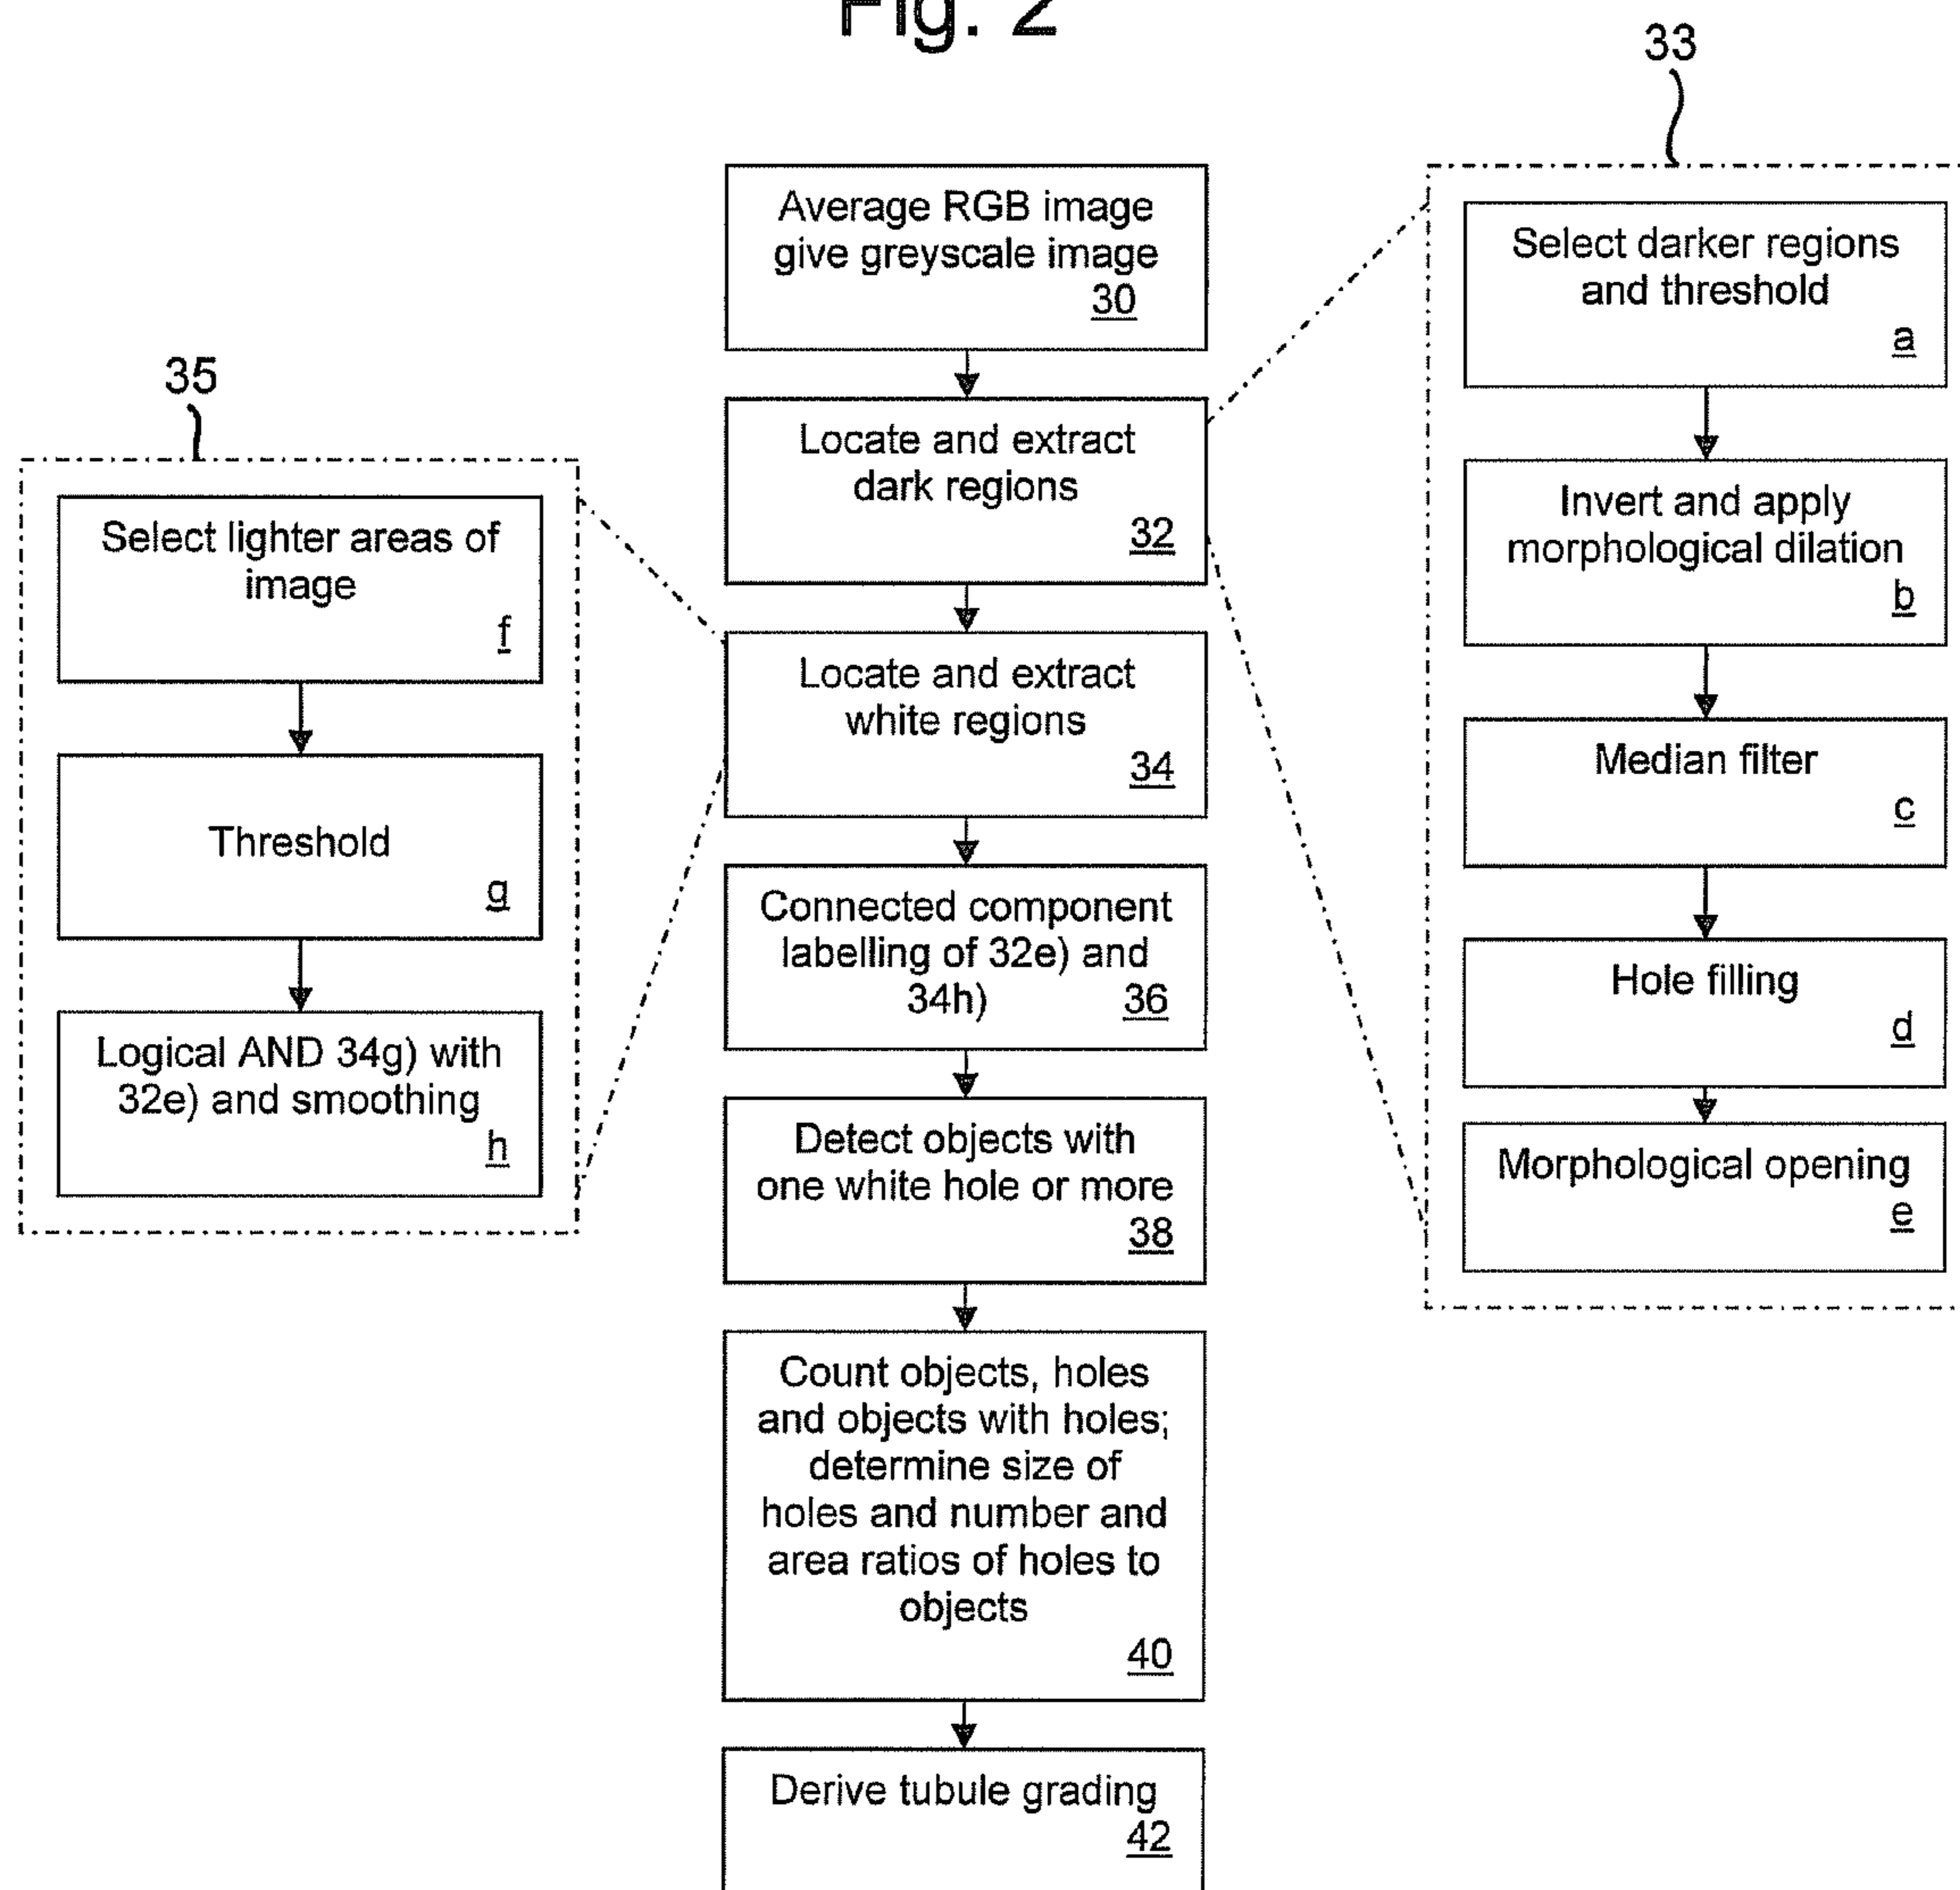 Fig. 2
33
Average RGB image
give greyscale image
30
Select darker regions
and threshold
a
35
Locate and extract
dark regions
32
Select lighter areas of
image
f
Invert and apply
morphological dilation
b
Locate and extract
white regions
34
Median filter
c
Threshold
g
Connected component
labelling of 32e) and
34h) 36
Hole filling
d
Logical AND 34g) with
32e) and smoothing
h
Detect objects with
one white hole or more
38
Morphological opening
e
Count objects, holes
and objects with holes;
determine size of
holes and number and
area ratios of holes to
objects
40
Derive tubule grading
42